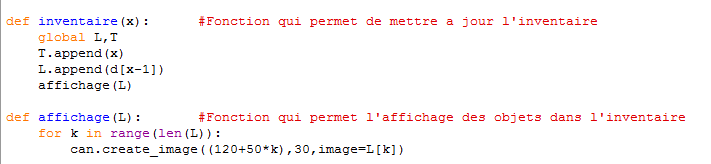 def inventaire(x):      #Fonction qui permet de mettre a jour l'inventaire
    global L,T
    T.append(x)
    L.append(d[x-1])
    affichage(L)

def affichage(L):       #Fonction qui permet l'affichage des objets dans l'inventaire
    for k in range(len(L)):
        can.create_image((120+50*k),30,image=L[k])